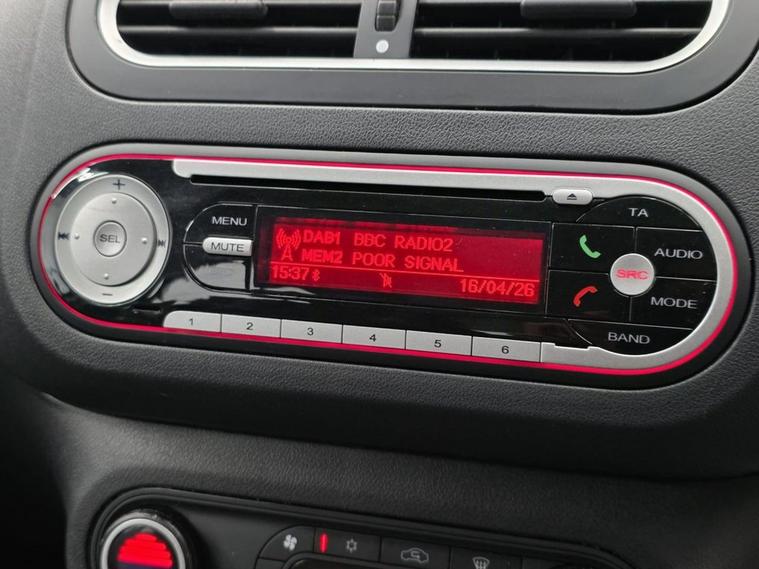 TA
MENU
SEL
MUTE
DAB1 BBC RADIO2
MEM2 POOR SIGNAL
15:37 16/04/26
AUDIO
SRC
MODE
BAND
1 2 3 4 5 6